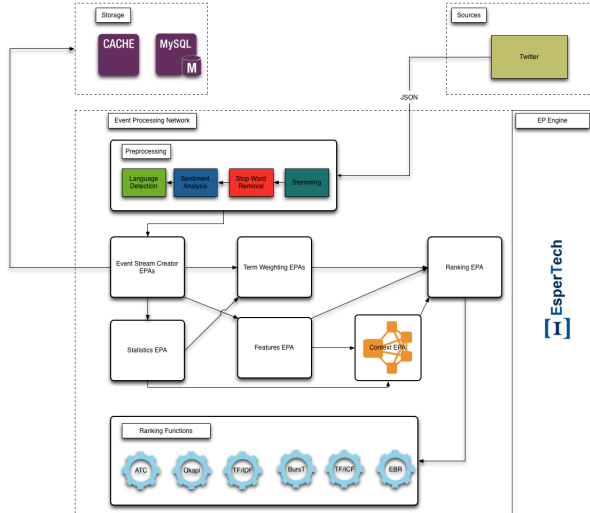 Storage
Sources
CACHE
MySQL
M
Twitter
JSON
Event Processing Network
EP Engine
Preprocessing
Language
Detection
Sentiment
Analysis
Stop Word
Removal
Stemming
Event Stream Creator
EPAs
Term Weighting EPAs
Ranking EPA
Statistics EPA
Features EPA
Context EPA
[I] EsperTech
Ranking Functions
ATC
Okapi
TF/IDF
BursT
TF/ICF
EBR